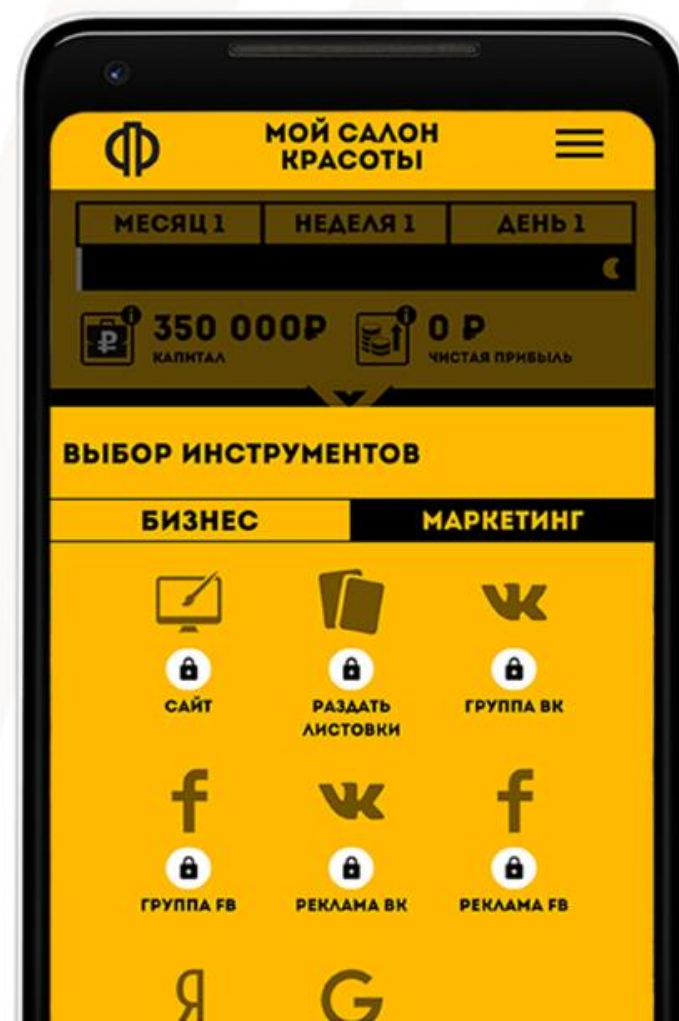 МОЙ САЛОН
КРАСОТЫ
МЕСЯЦ 1 НЕДЕЛЯ 1 ДЕНЬ 1
350 000₽ 0 ₽
КАПИТАЛ ЧИСТАЯ ПРИБЫЛЬ
ВЫБОР ИНСТРУМЕНТОВ
БИЗНЕС МАРКЕТИНГ
САЙТ РАЗДАТЬ ГРУППА ВК
ЛИСТОВКИ
ГРУППА FB РЕКЛАМА ВК РЕКЛАМА FB
Я G